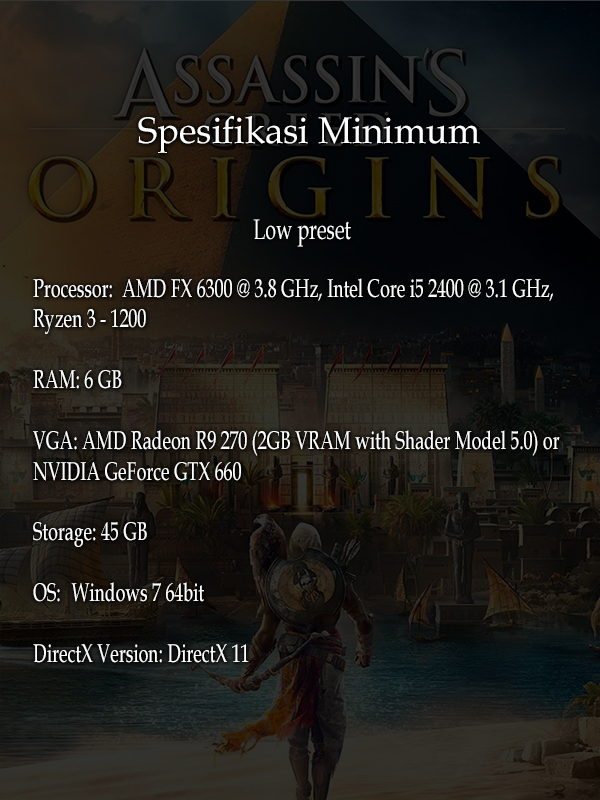 ASSASSIN'S
CREED
Spesifikasi Minimum
ORIGINS
Low preset
Processor:  AMD FX 6300 @ 3.8 GHz, Intel Core i5 2400 @ 3.1 GHz,
Ryzen 3 - 1200
RAM: 6 GB
VGA: AMD Radeon R9 270 (2GB VRAM with Shader Model 5.0) or
NVIDIA GeForce GTX 660
Storage: 45 GB
OS:  Windows 7 64bit
DirectX Version: DirectX 11